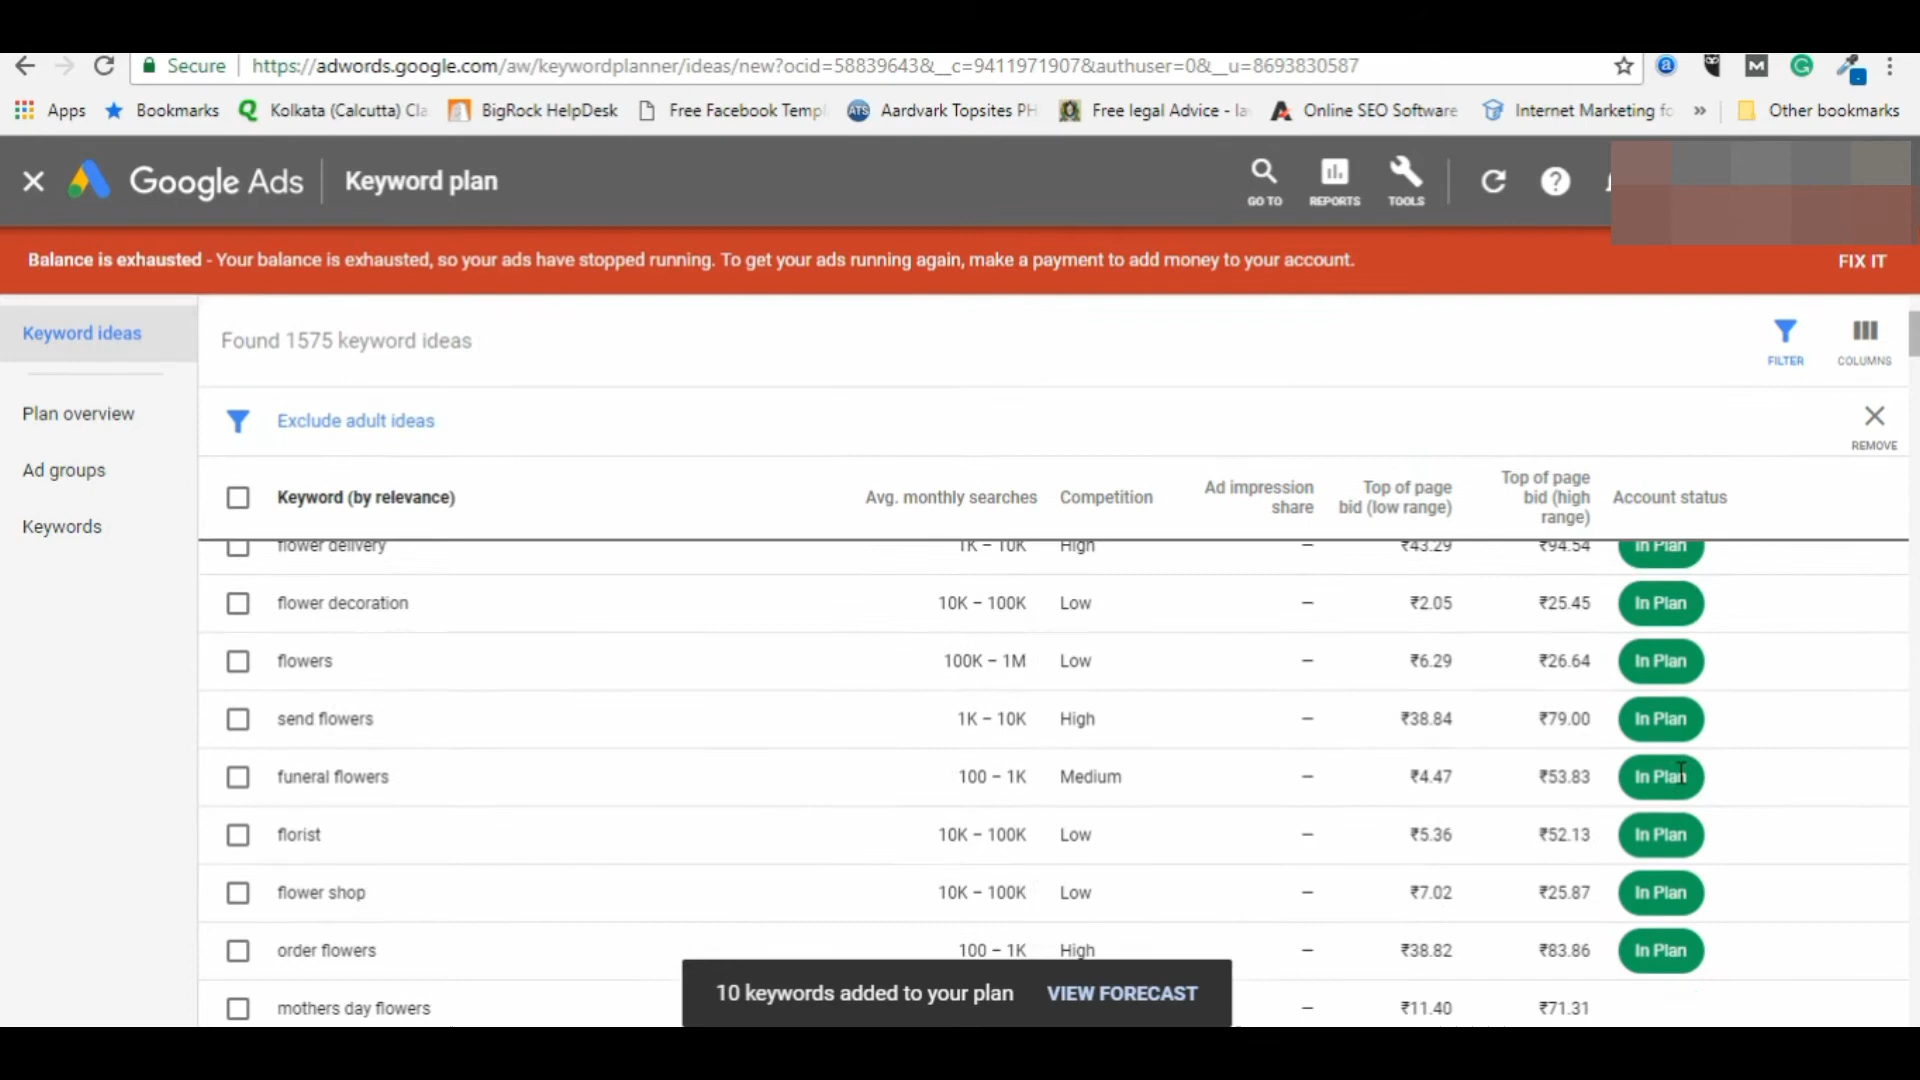 Secure https://adwords.google.com/aw/keywordplanner/ideas/new?ocid=58839643&__c=9411971907&authuser=0&__u=8693830587
Apps Bookmarks Kolkata (Calcutta) Cla BigRock HelpDesk Free Facebook Templ Aardvark Topsites PH Free legal Advice - la Online SEO Software Internet Marketing fo » Other bookmarks
Google Ads Keyword plan
GO TO REPORTS TOOLS
Balance is exhausted - Your balance is exhausted, so your ads have stopped running. To get your ads running again, make a payment to add money to your account. FIX IT
Keyword ideas
Plan overview
Ad groups
Keywords
Found 1575 keyword ideas
FILTER COLUMNS
Exclude adult ideas
REMOVE
Keyword (by relevance) Avg. monthly searches Competition Ad impression share Top of page bid (low range) Top of page bid (high range) Account status
flower delivery 1K – 10K High – ₹43.29 ₹94.54 In Plan
flower decoration 10K – 100K Low – ₹2.05 ₹25.45 In Plan
flowers 100K – 1M Low – ₹6.29 ₹26.64 In Plan
send flowers 1K – 10K High – ₹38.84 ₹79.00 In Plan
funeral flowers 100 – 1K Medium – ₹4.47 ₹53.83 In Plan
florist 10K – 100K Low – ₹5.36 ₹52.13 In Plan
flower shop 10K – 100K Low – ₹7.02 ₹25.87 In Plan
order flowers 100 – 1K High – ₹38.82 ₹83.86 In Plan
mothers day flowers – ₹11.40 ₹71.31
10 keywords added to your plan VIEW FORECAST